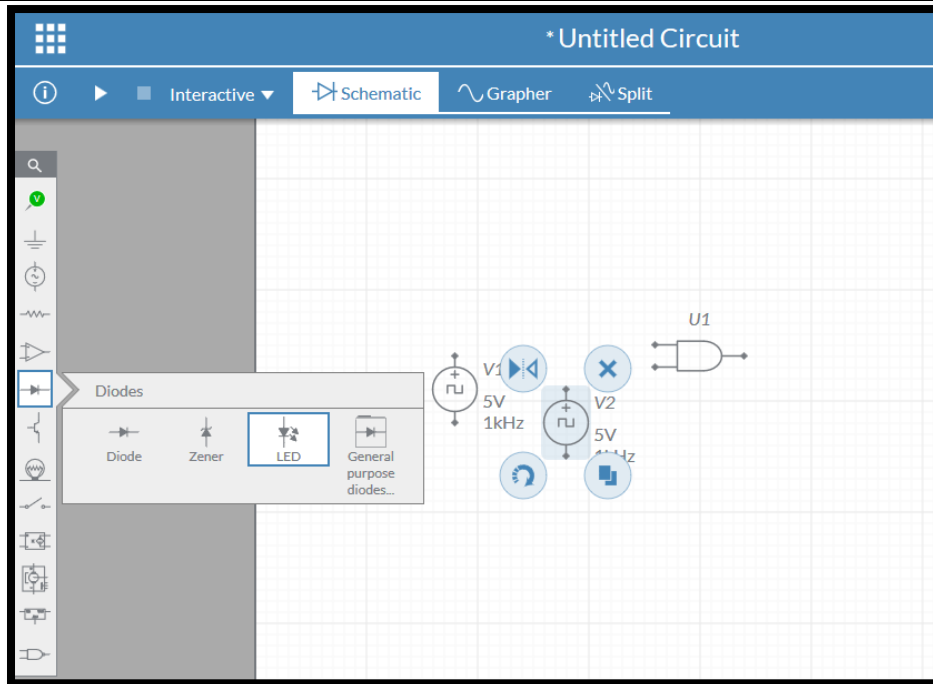 *Untitled Circuit
Interactive
Schematic
Grapher
Split
V
U1
V1
5V
1kHz
V2
5V
Diodes
Diode
Zener
LED
General
purpose
diodes...